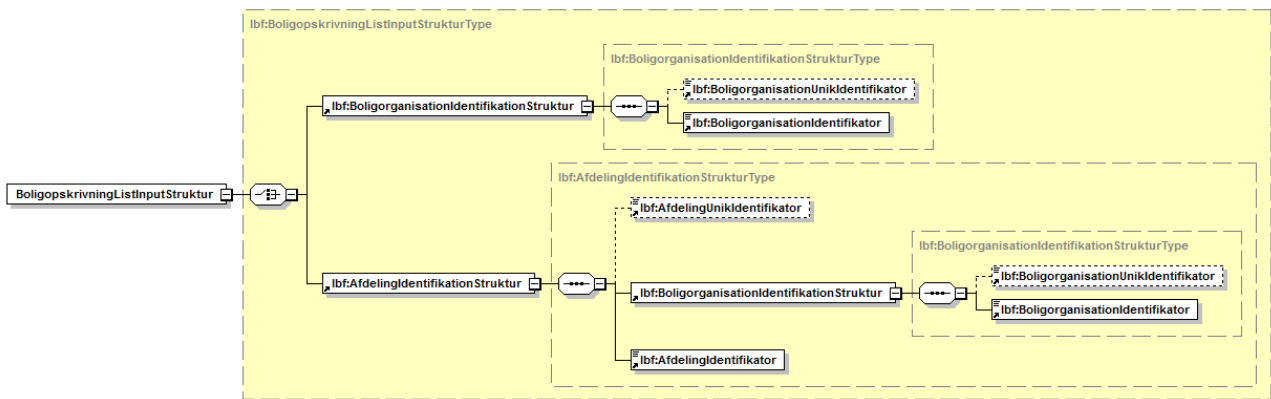 lbf:BoligopskrivningListInputStrukturType
lbf:BoligorganisationIdentifikationStrukturType
lbf:BoligorganisationUnikIdentifikator
lbf:BoligorganisationIdentifikationStruktur
lbf:BoligorganisationIdentifikator
lbf:AfdelingIdentifikationStrukturType
BoligopskrivningListInputStruktur
lbf:AfdelingUnikIdentifikator
lbf:BoligorganisationIdentifikationStrukturType
lbf:BoligorganisationUnikIdentifikator
lbf:AfdelingIdentifikationStruktur
lbf:BoligorganisationIdentifikationStruktur
lbf:BoligorganisationIdentifikator
lbf:AfdelingIdentifikator